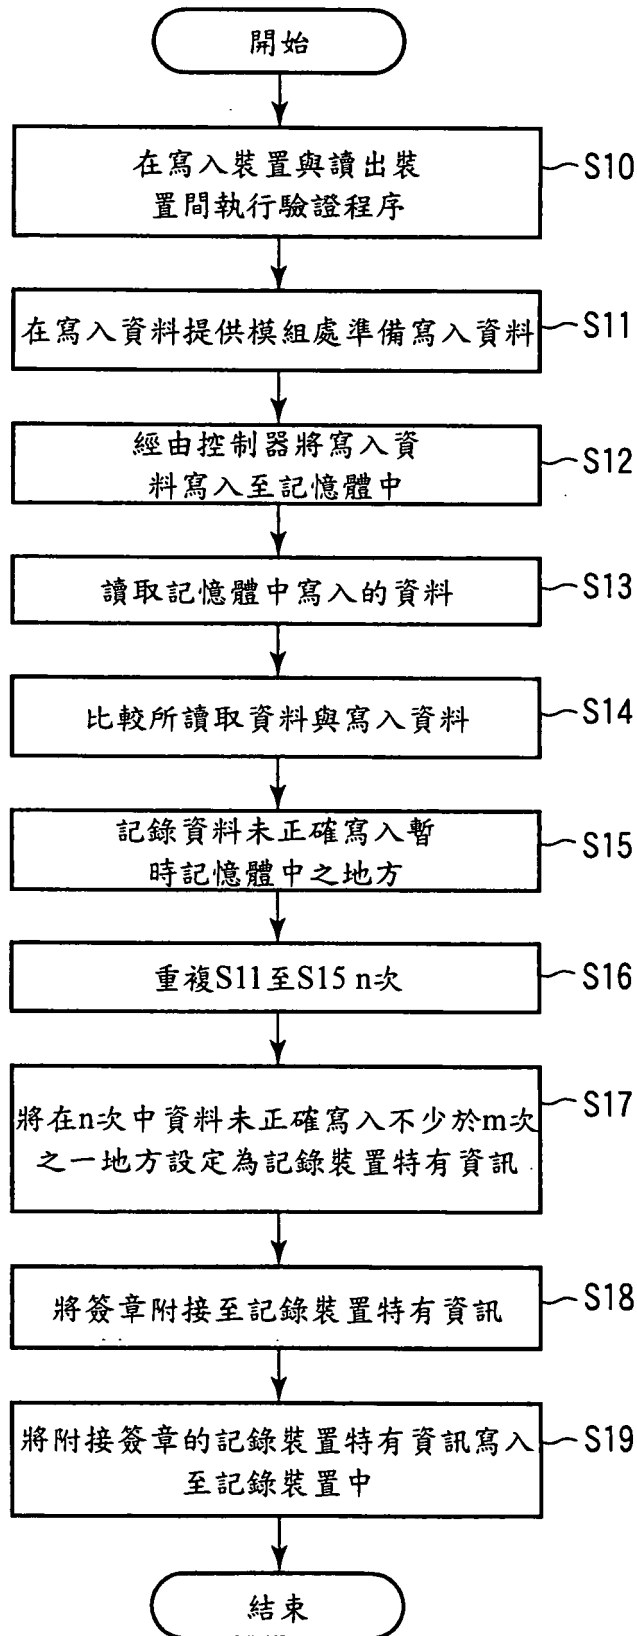 開始
在寫入裝置與讀出裝
置間執行驗證程序
S10
在寫入資料提供模組處準備寫入資料
S11
經由控制器將寫入資
料寫入至記憶體中
S12
讀取記憶體中寫入的資料
S13
比較所讀取資料與寫入資料
S14
記錄資料未正確寫入暫
時記憶體中之地方
S15
重複S11至S15 n次
S16
將在n次中資料未正確寫入不少於m次
之一地方設定為記錄裝置特有資訊
S17
將簽章附接至記錄裝置特有資訊
S18
將附接簽章的記錄裝置特有資訊寫入
至記錄裝置中
S19
結束